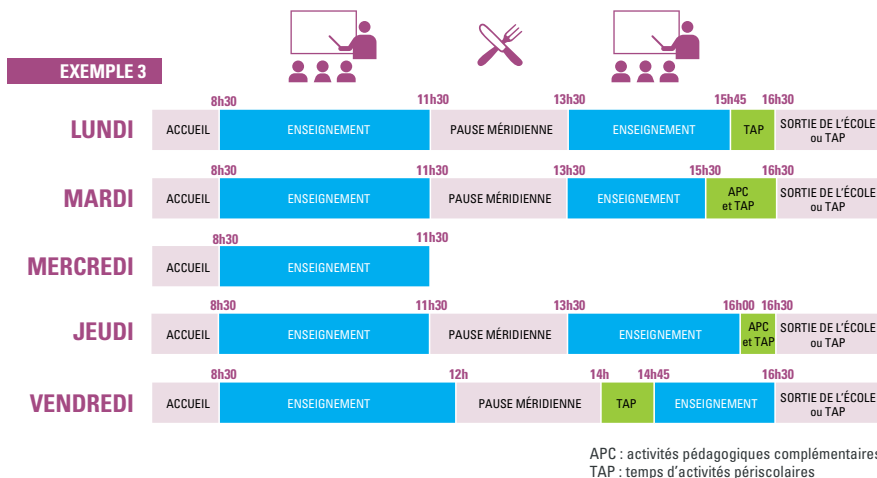 EXEMPLE 3
8h30 11h30 13h30 15h45 16h30
LUNDI ACCUEIL ENSEIGNEMENT PAUSE MÉRIDIENNE ENSEIGNEMENT TAP SORTIE DE L'ÉCOLE
ou TAP
8h30 11h30 13h30 15h30 16h30
MARDI ACCUEIL ENSEIGNEMENT PAUSE MÉRIDIENNE ENSEIGNEMENT APC
et TAP SORTIE DE L'ÉCOLE
ou TAP
8h30 11h30
MERCREDI ACCUEIL ENSEIGNEMENT
8h30 11h30 13h30 16h00 16h30
JEUDI ACCUEIL ENSEIGNEMENT PAUSE MÉRIDIENNE ENSEIGNEMENT APC
et TAP SORTIE DE L'ÉCOLE
ou TAP
8h30 12h 14h 14h45 16h30
VENDREDI ACCUEIL ENSEIGNEMENT PAUSE MÉRIDIENNE TAP ENSEIGNEMENT SORTIE DE L'ÉCOLE
ou TAP
APC : activités pédagogiques complémentaires
TAP : temps d'activités périscolaires